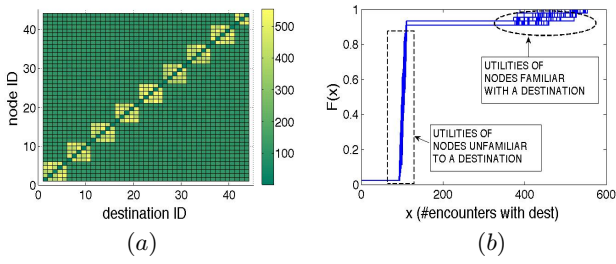 40
30
20
10
0
0
10
20
30
40
node ID
destination ID
500
400
300
200
100
(a)
1
0.8
0.6
0.4
0.2
0
0
200
400
600
F(x)
x (#encounters with dest)
UTILITIES OF
NODES FAMILIAR
WITH A DESTINATION
UTILITIES OF
NODES UNFAMILIAR
TO A DESTINATION
(b)